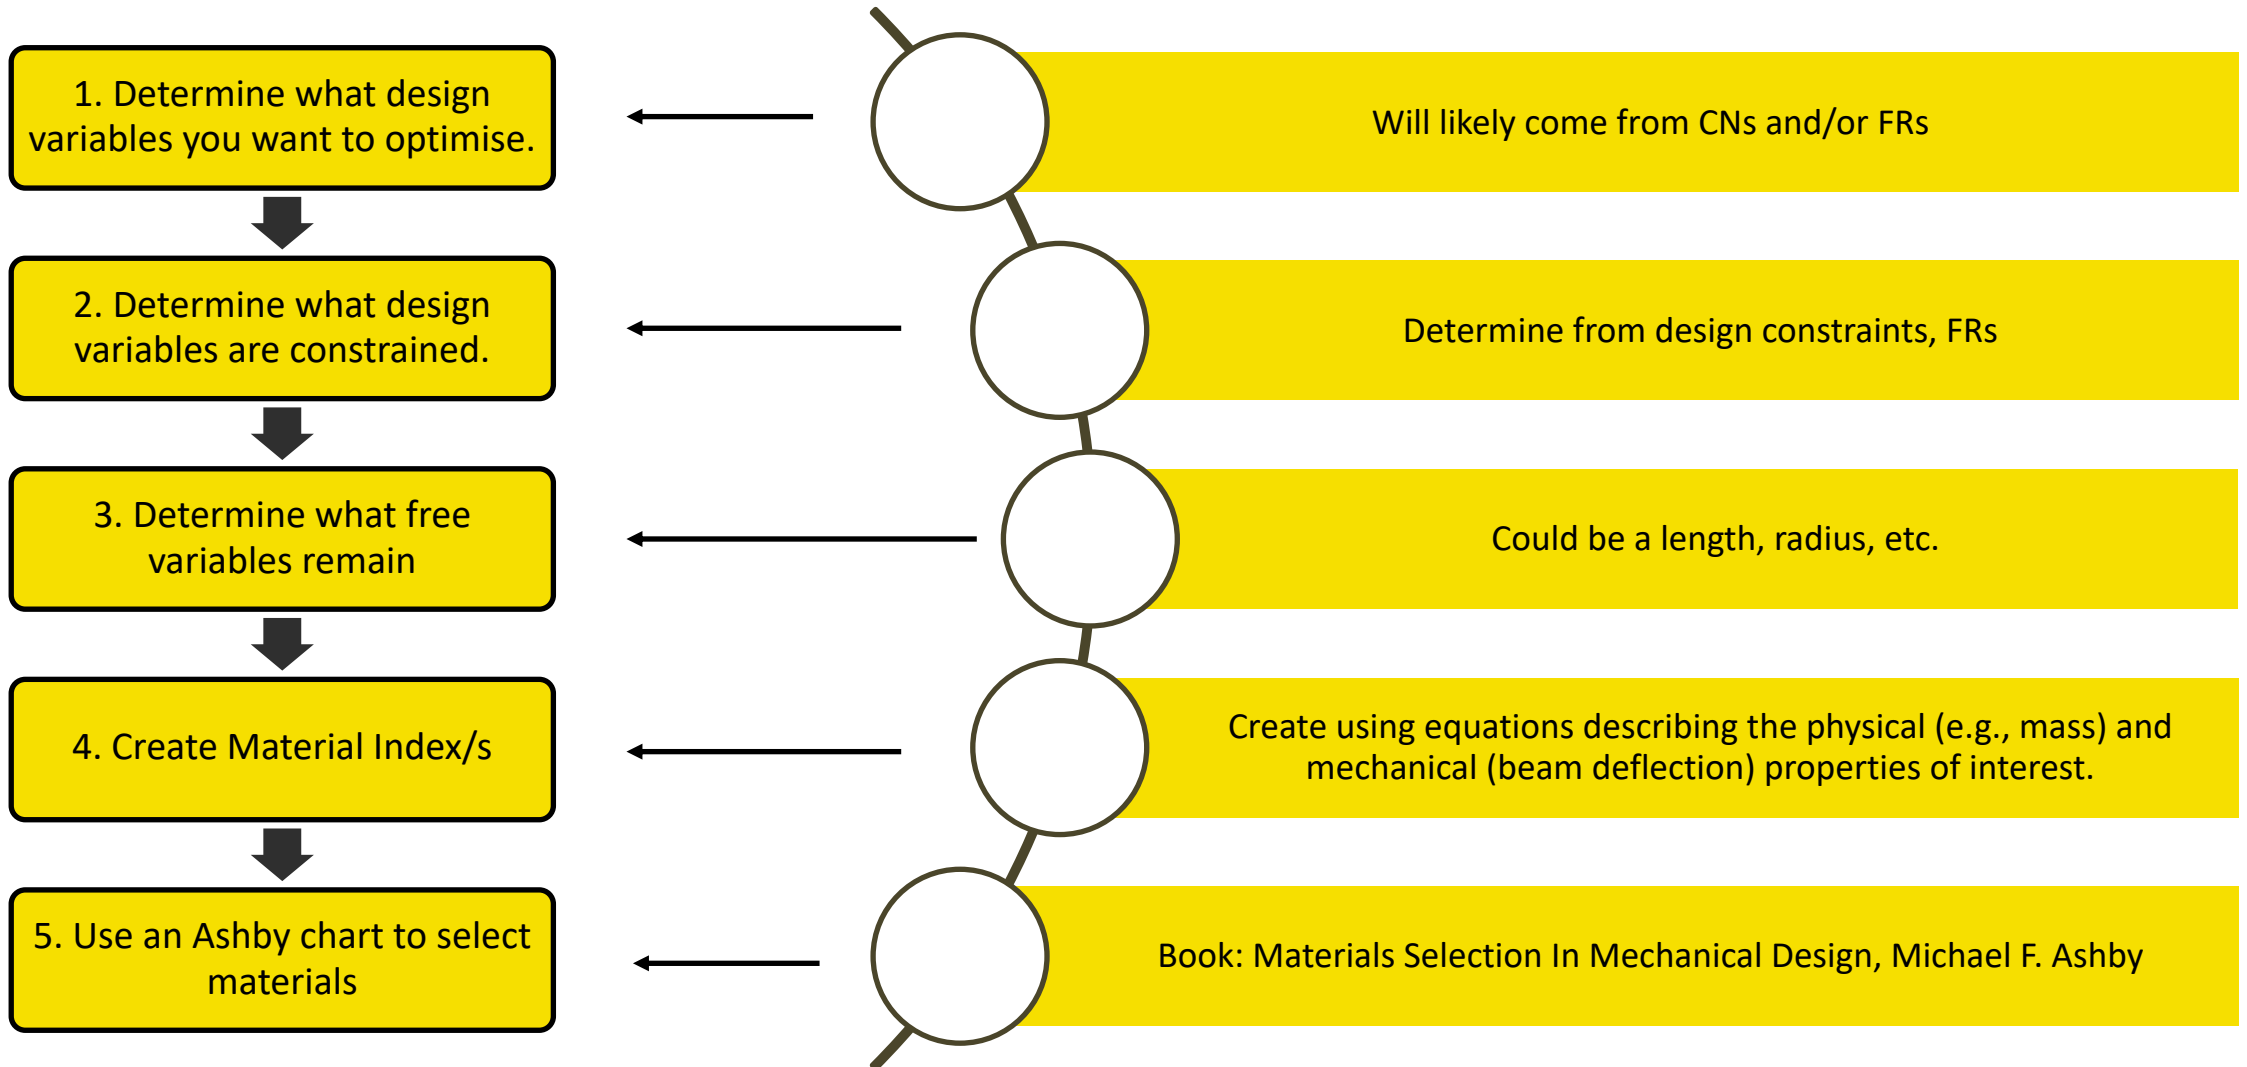 1. Determine what design
variables you want to optimise.
Will likely come from CNs and/or FRs
2. Determine what design
variables are constrained.
Determine from design constraints, FRs
3. Determine what free
variables remain
Could be a length, radius, etc.
4. Create Material Index/s
Create using equations describing the physical (e.g., mass) and
mechanical (beam deflection) properties of interest.
5. Use an Ashby chart to select
materials
Book: Materials Selection In Mechanical Design, Michael F. Ashby